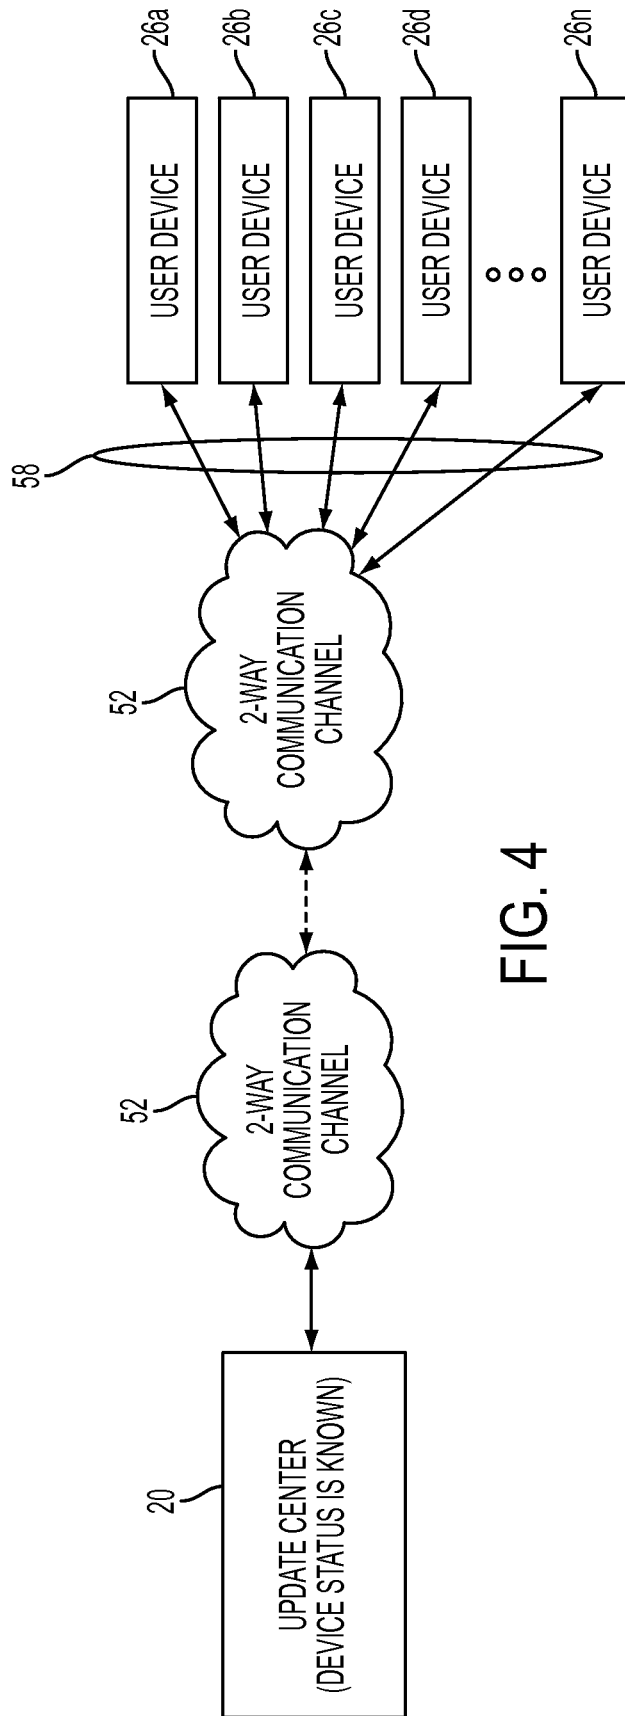 20
UPDATE CENTER
(DEVICE STATUS IS KNOWN)
52
2-WAY
COMMUNICATION
CHANNEL
52
2-WAY
COMMUNICATION
CHANNEL
58
USER DEVICE
26a
USER DEVICE
26b
USER DEVICE
26c
USER DEVICE
26d
USER DEVICE
26n
FIG. 4